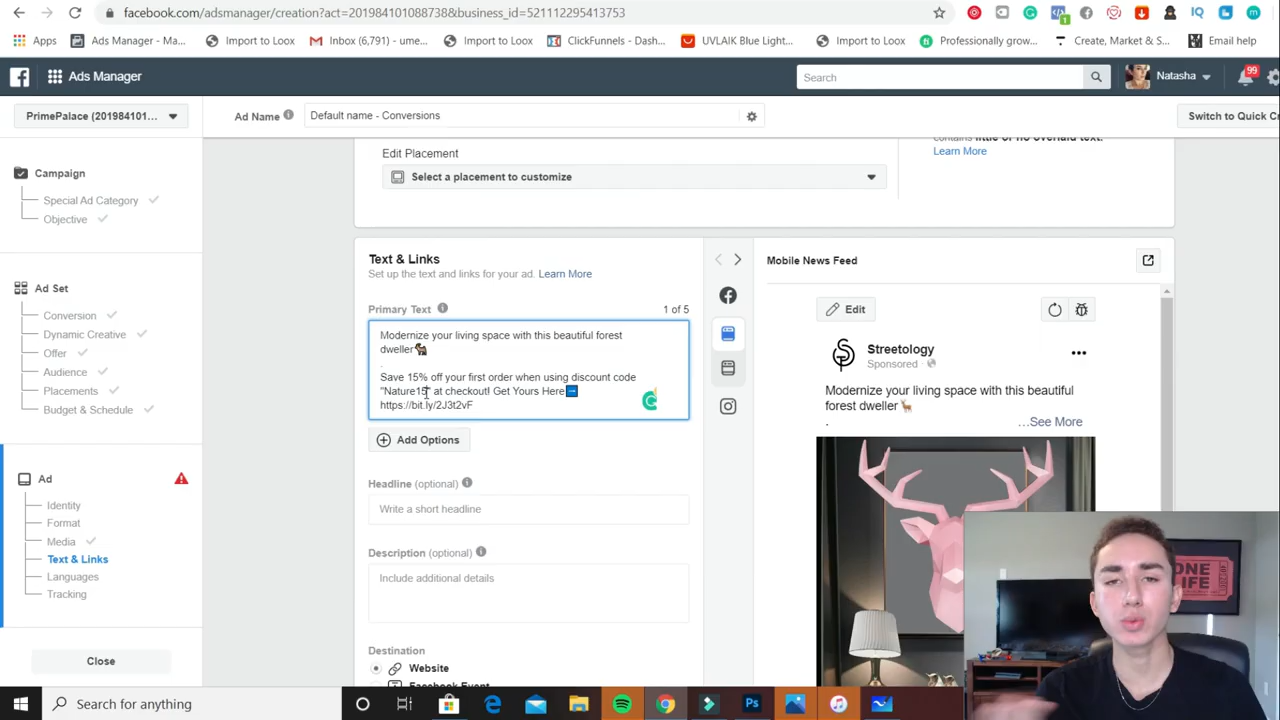 facebook.com/adsmanager/creation?act=201984101088738&business_id=521112295413753
Apps
Ads Manager - Ma...
Import to Loox
Inbox (6,791) - ume...
Import to Loox
ClickFunnels - Dash...
UVLAIK Blue Light...
Import to Loox
Professionally grow...
Create, Market & S...
Email help
Ads Manager
Search
Natasha
99
PrimePalace (201984101...
Ad Name
Default name - Conversions
Switch to Quick Cr
Campaign
Special Ad Category
Objective
Ad Set
Conversion
Dynamic Creative
Offer
Audience
Placements
Budget & Schedule
Ad
Identity
Format
Media
Text & Links
Languages
Tracking
Close
Edit Placement
Select a placement to customize
contains little or no overlaid text.
Learn More
Text & Links
Set up the text and links for your ad. Learn More
Primary Text
1 of 5
Modernize your living space with this beautiful forest
dweller🦌
.
Save 15% off your first order when using discount code
"Nature15" at checkout! Get Yours Here➡️
https://bit.ly/2J3t2vF
Add Options
Headline (optional)
Write a short headline
Description (optional)
Include additional details
Destination
Website
Facebook Event
Mobile News Feed
Edit
Streetology
Sponsored
Modernize your living space with this beautiful
forest dweller🦌
.
...See More
ONE
LIFE
Search for anything